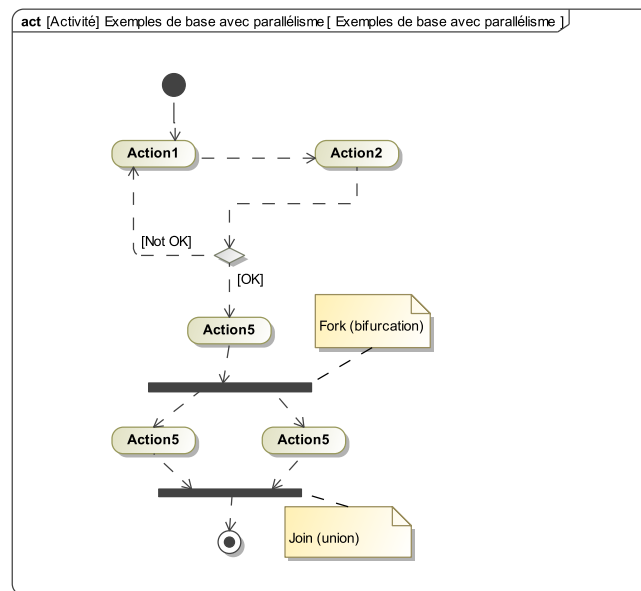 act [Activité] Exemples de base avec parallélisme [ Exemples de base avec parallélisme ]
Action1
Action2
[Not OK]
[OK]
Fork (bifurcation)
Action5
Action5
Action5
Join (union)